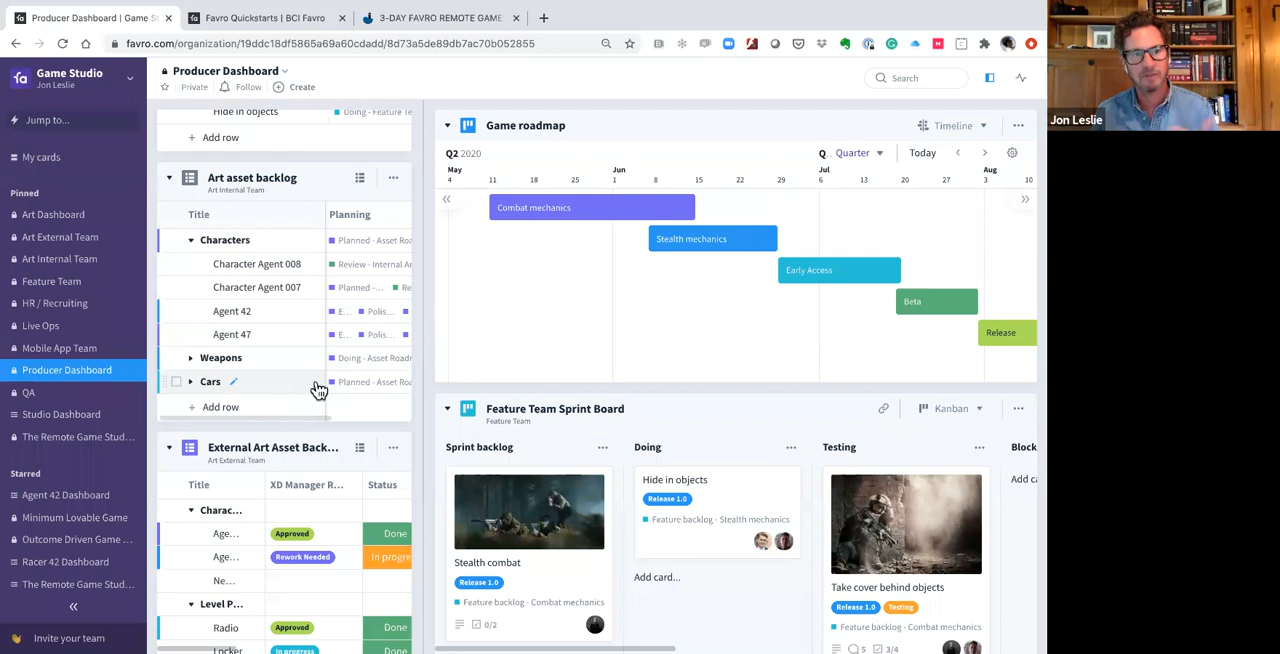 Producer Dashboard | Game S
Favro Quickstarts | BCI Favro
3-DAY FAVRO REMOTE GAME
favro.com/organization/19ddc18df5865a69a60cdadd/8d73a5de89db7ac70b052855
Game Studio
Jon Leslie
Jump to...
My cards
Pinned
Art Dashboard
Art External Team
Art Internal Team
Feature Team
HR / Recruiting
Live Ops
Mobile App Team
Producer Dashboard
QA
Studio Dashboard
The Remote Game Stud...
Starred
Agent 42 Dashboard
Minimum Lovable Game
Outcome Driven Game ...
Racer 42 Dashboard
The Remote Game Stud...
Invite your team
Producer Dashboard
Private
Follow
Create
Search
Hide in objects
Doing - Feature Te
Add row
Art asset backlog
Art Internal Team
Title
Planning
Characters
Planned - Asset Roa
Character Agent 008
Review - Internal Ar
Character Agent 007
Planned -...
Re
Agent 42
E...
Polis...
Agent 47
E...
Polis...
Weapons
Doing - Asset Roadm
Cars
Planned - Asset Roa
Add row
External Art Asset Back...
Art External Team
Title
XD Manager R...
Status
Charac...
Age...
Approved
Done
Age...
Rework Needed
In progre
Ne...
Level P...
Radio
Approved
Done
Locker
In progress
Done
Game roadmap
Timeline
Q2 2020
Q..
Quarter
Today
May
Jun
Jul
Aug
4
11
18
25
1
8
15
22
29
6
13
20
27
3
10
Combat mechanics
Stealth mechanics
Early Access
Beta
Release
Feature Team Sprint Board
Feature Team
Kanban
Sprint backlog
Stealth combat
Release 1.0
Feature backlog - Combat mechanics
0/2
Doing
Hide in objects
Release 1.0
Feature backlog - Stealth mechanics
Add card...
Testing
Take cover behind objects
Release 1.0
Testing
Feature backlog - Combat mechanics
5
3/4
Block
Add ca
Jon Leslie